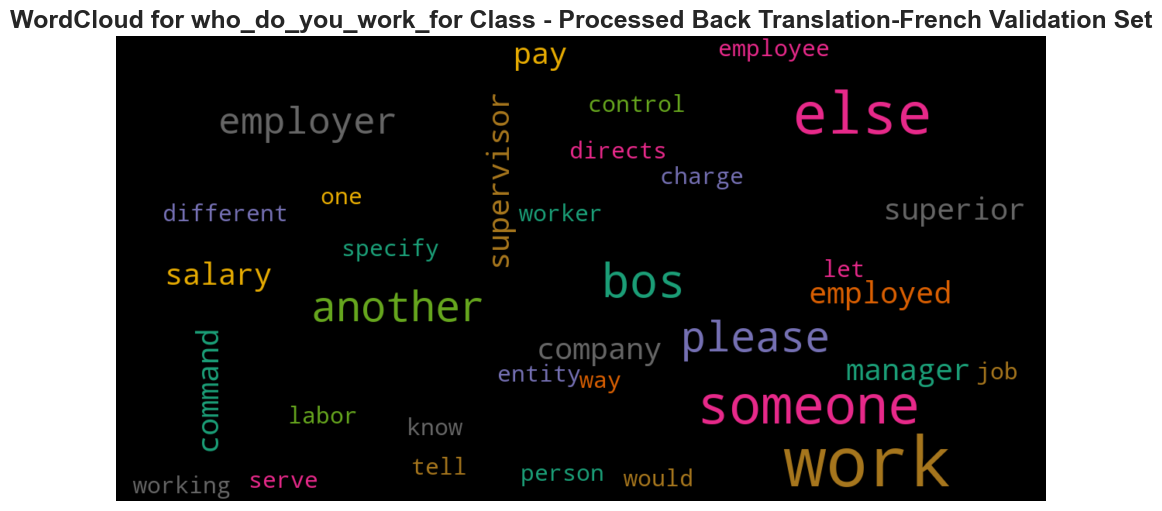 WordCloud for who_do_you_work_for Class - Processed Back Translation-French Validation Set
pay
employee
control
else
employer
supervisor
directs
charge
one
different
worker
superior
specify
salary
let
bos
employed
another
please
company
command
manager
job
entity
way
someone
labor
know
work
tell
person
would
serve
working